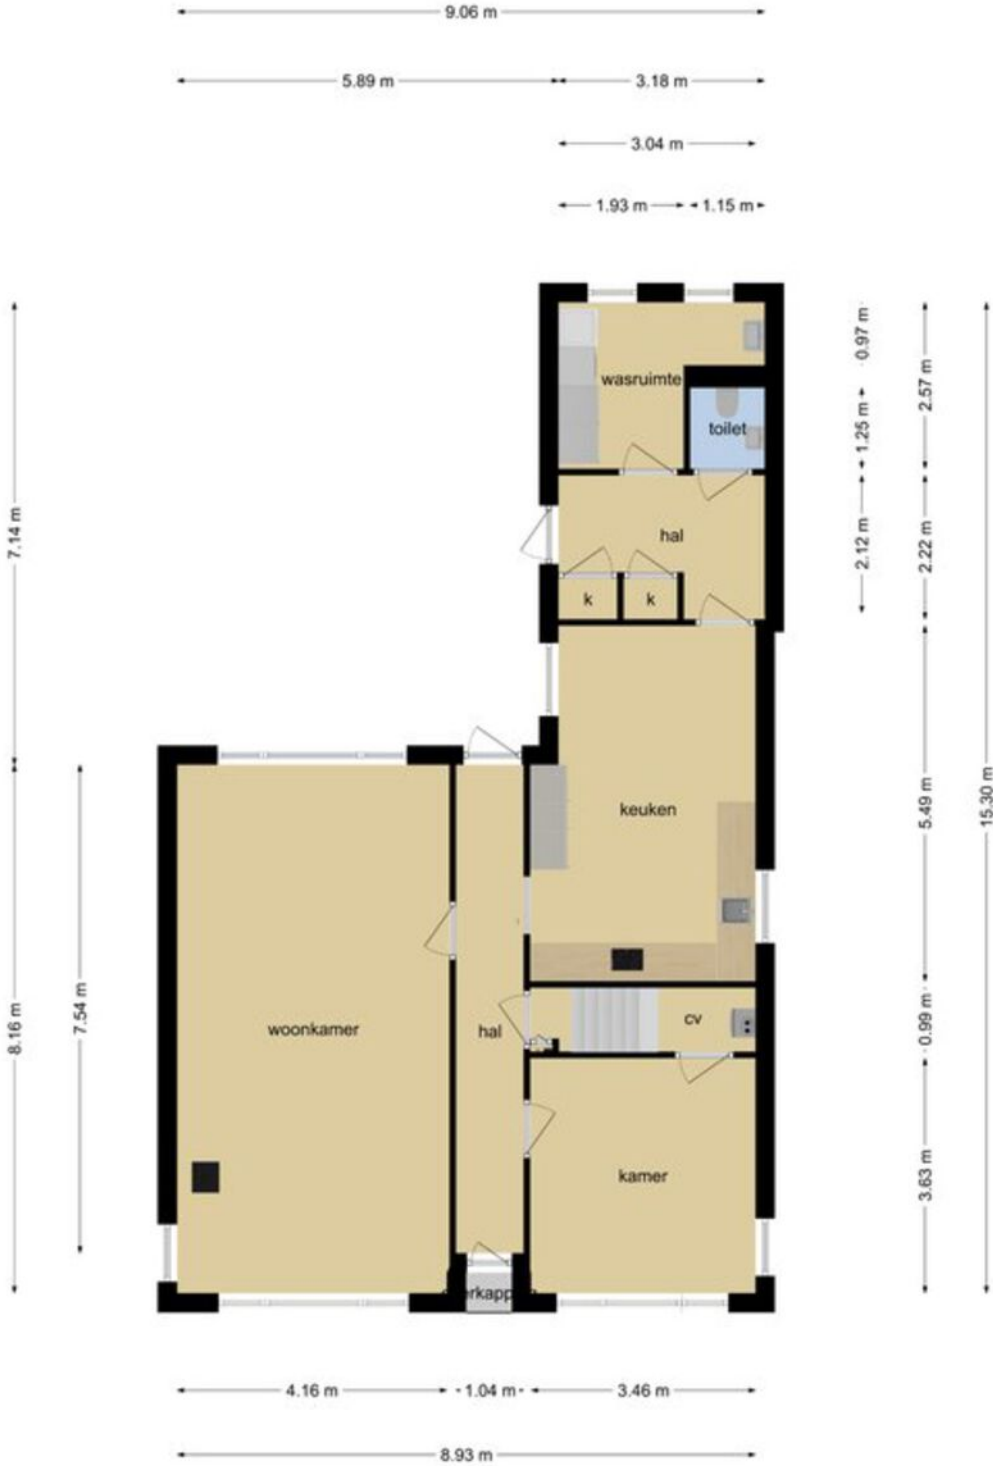 9.06 m
5.89 m
3.18 m
3.04 m
1.93 m
1.15 m
0.97 m
2.57 m
wasruimte
1.25 m
toilet
7.14 m
hal
2.12 m
2.22 m
k
k
keuken
5.49 m
15.30 m
8.16 m
7.54 m
woonkamer
hal
cv
0.99 m
kamer
3.63 m
4.16 m
1.04 m
3.46 m
8.93 m